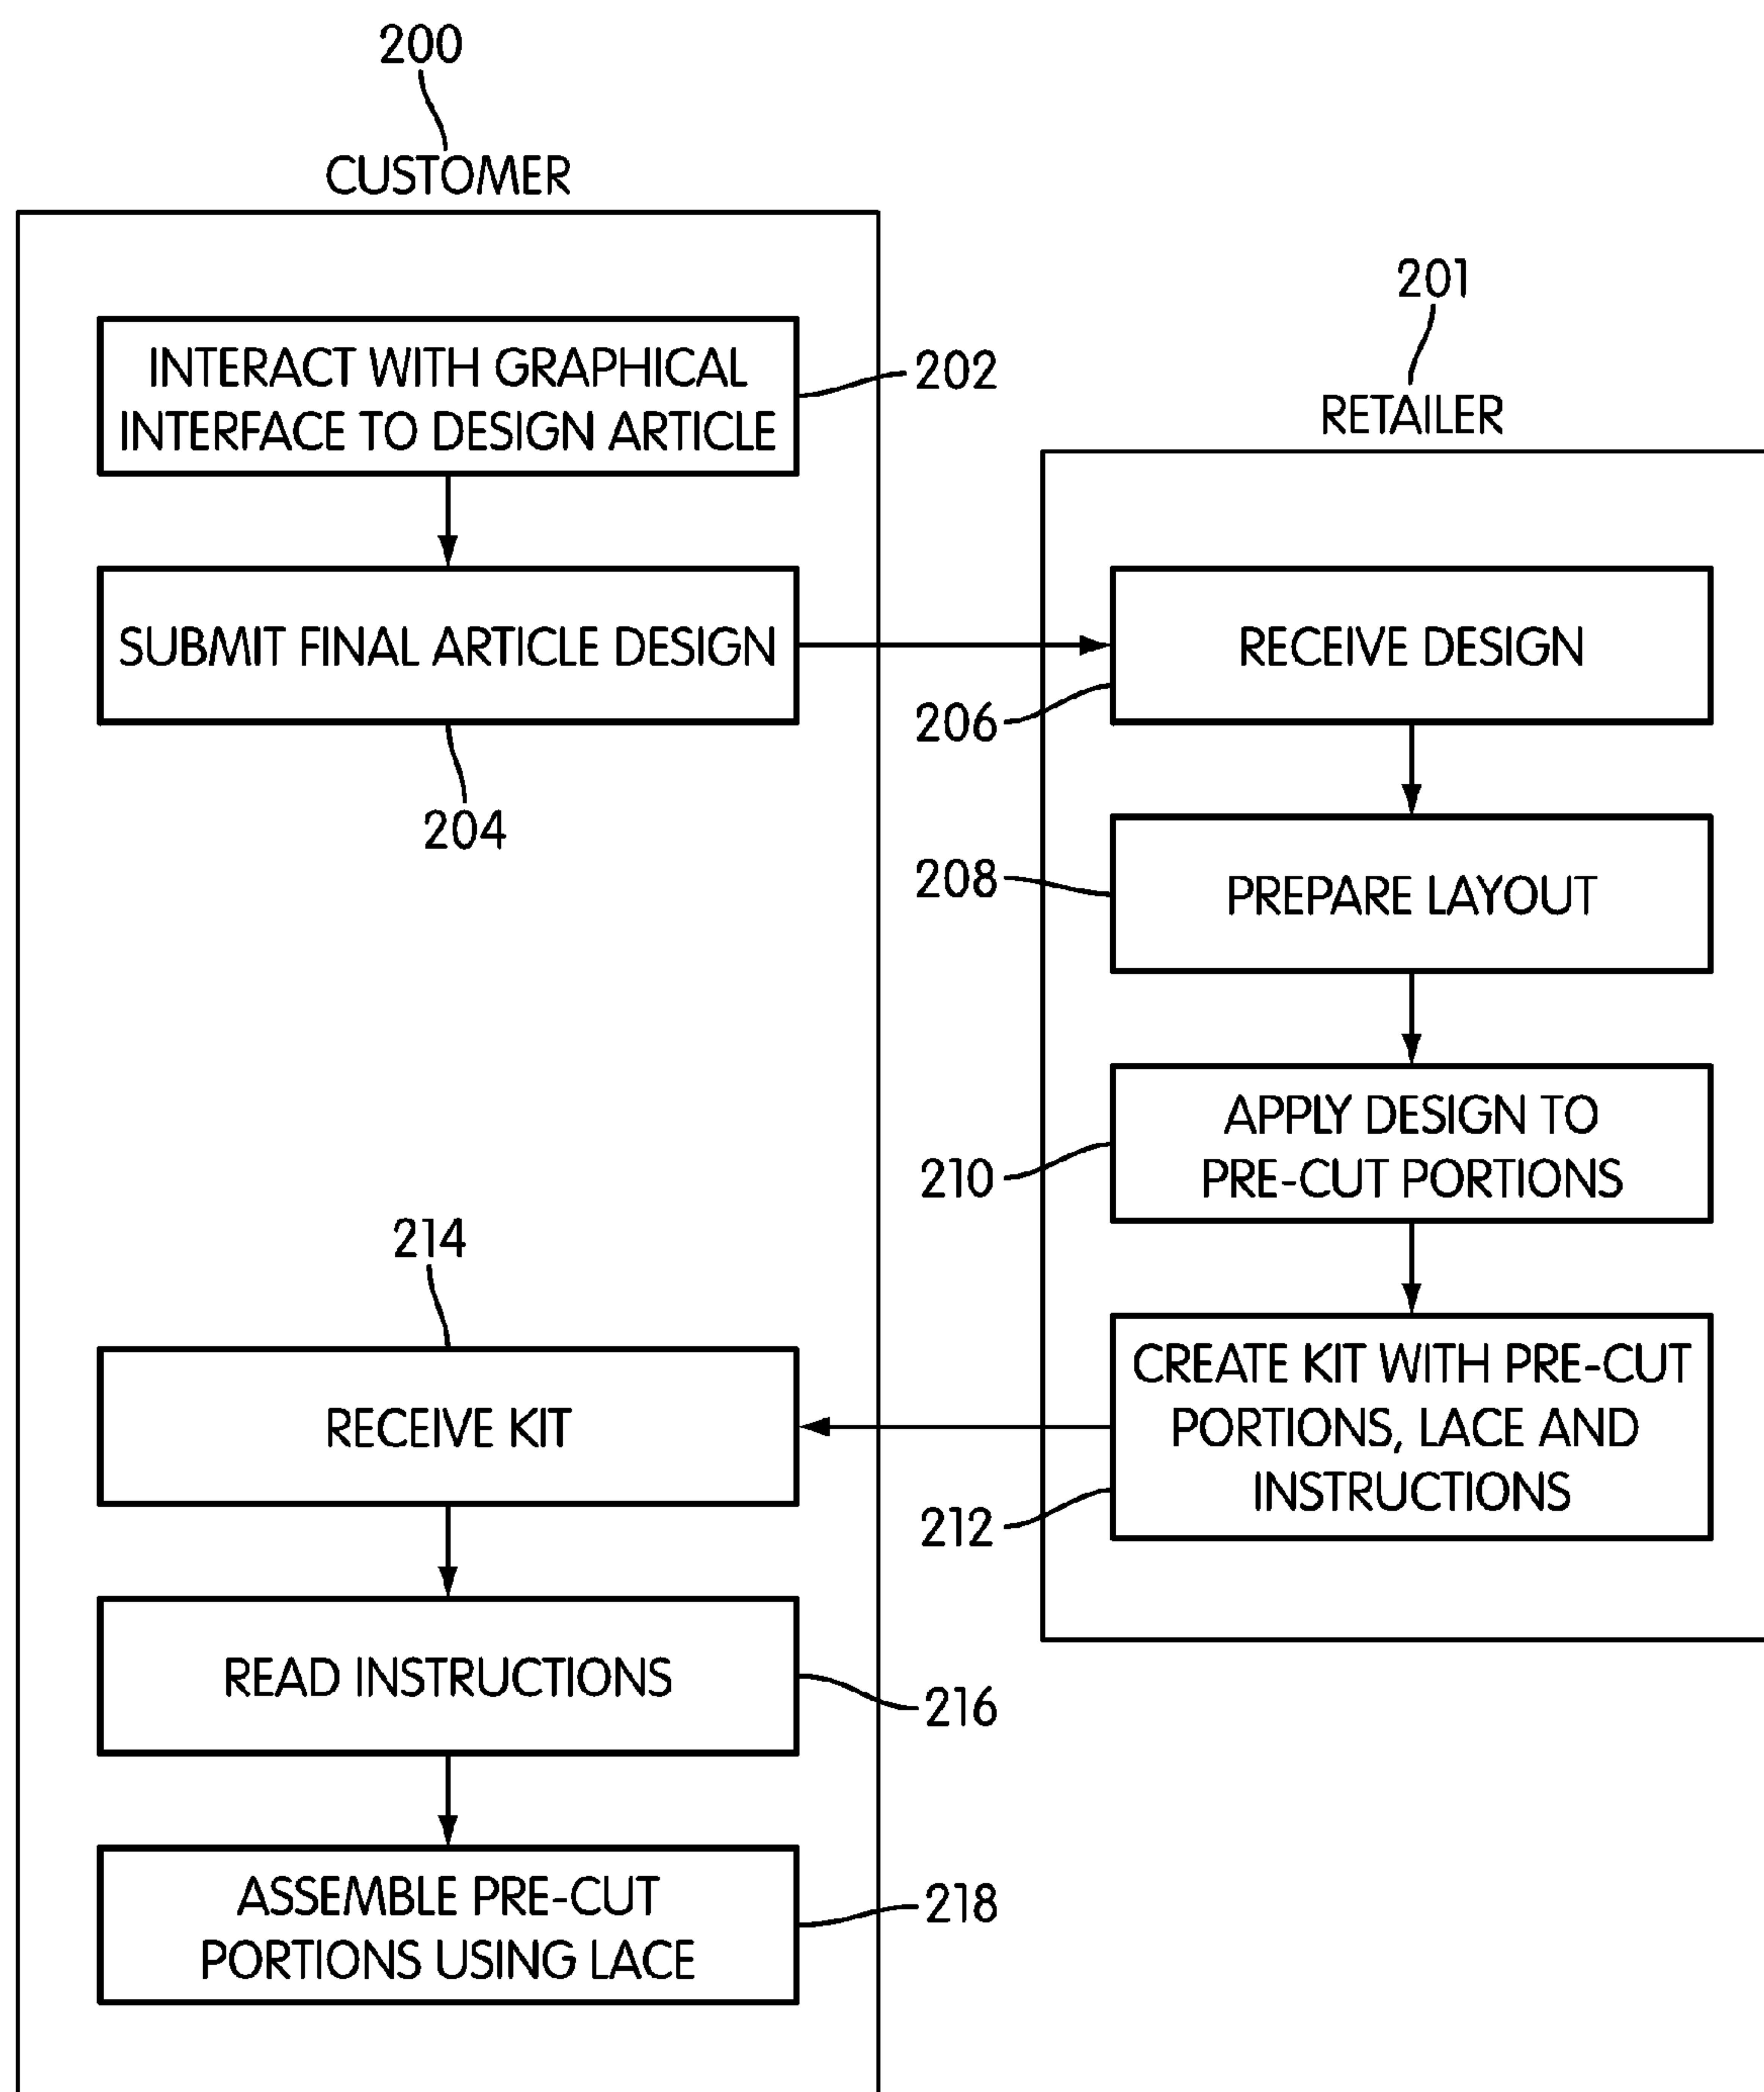 200
CUSTOMER
INTERACT WITH GRAPHICAL
INTERFACE TO DESIGN ARTICLE
202
SUBMIT FINAL ARTICLE DESIGN
204
201
RETAILER
RECEIVE DESIGN
206
PREPARE LAYOUT
208
APPLY DESIGN TO
PRE-CUT PORTIONS
210
CREATE KIT WITH PRE-CUT
PORTIONS, LACE AND
INSTRUCTIONS
212
214
RECEIVE KIT
READ INSTRUCTIONS
216
ASSEMBLE PRE-CUT
PORTIONS USING LACE
218